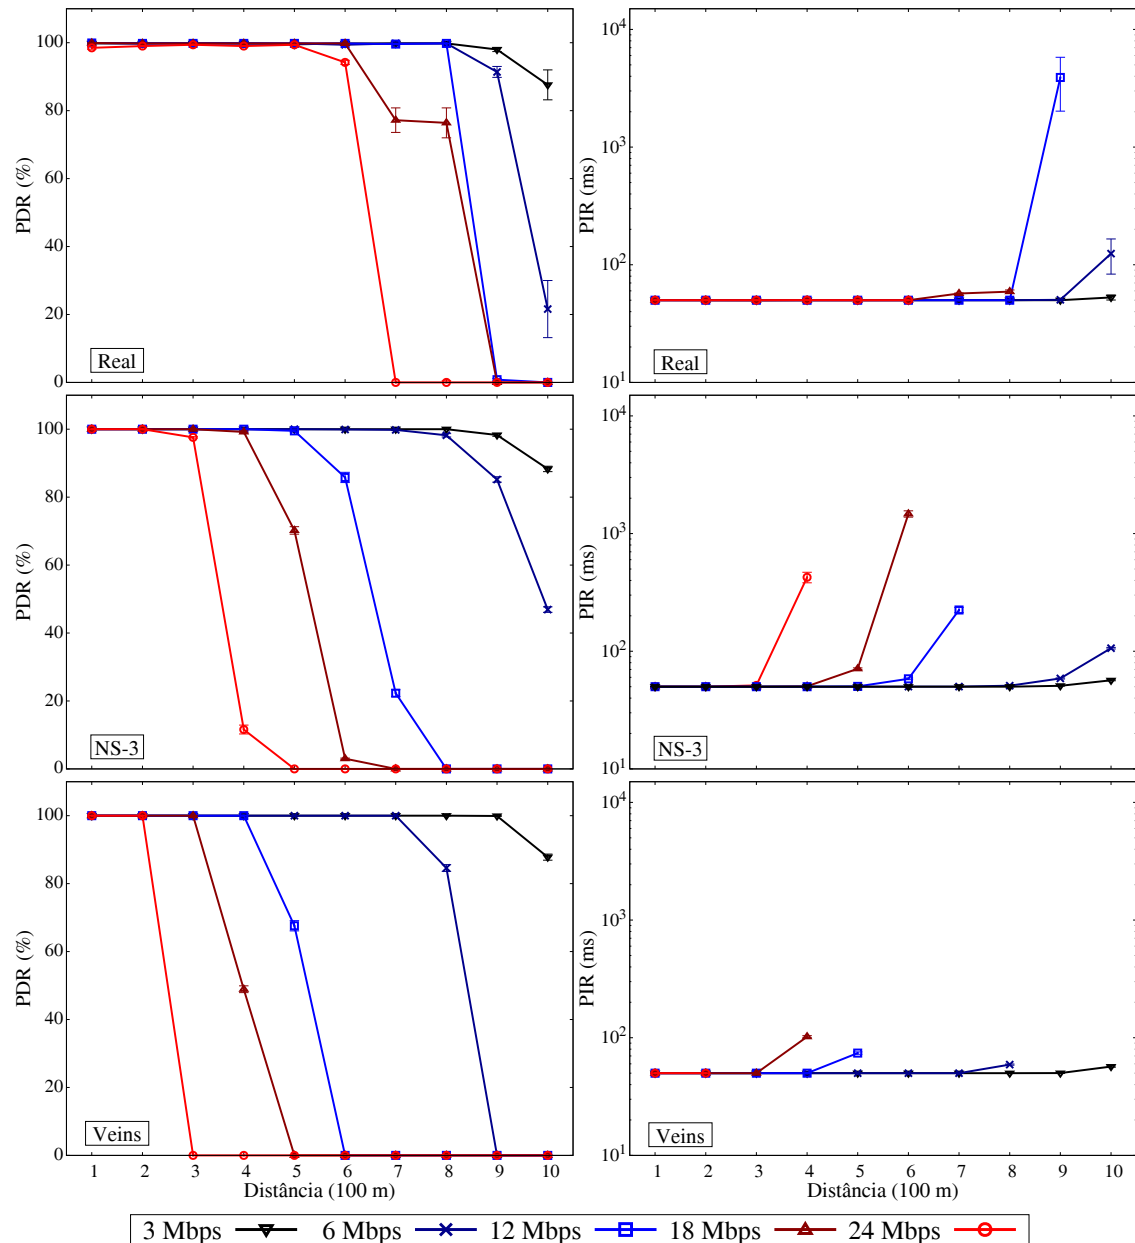 100
80
60
40
20
0
PDR (%)
Real
10^4
10^3
10^2
10^1
PIR (ms)
Real
100
80
60
40
20
0
PDR (%)
NS-3
10^4
10^3
10^2
10^1
PIR (ms)
NS-3
100
80
60
40
20
0
PDR (%)
Veins
1 2 3 4 5 6 7 8 9 10
Distância (100 m)
10^4
10^3
10^2
10^1
PIR (ms)
Veins
1 2 3 4 5 6 7 8 9 10
Distância (100 m)
3 Mbps 6 Mbps 12 Mbps 18 Mbps 24 Mbps